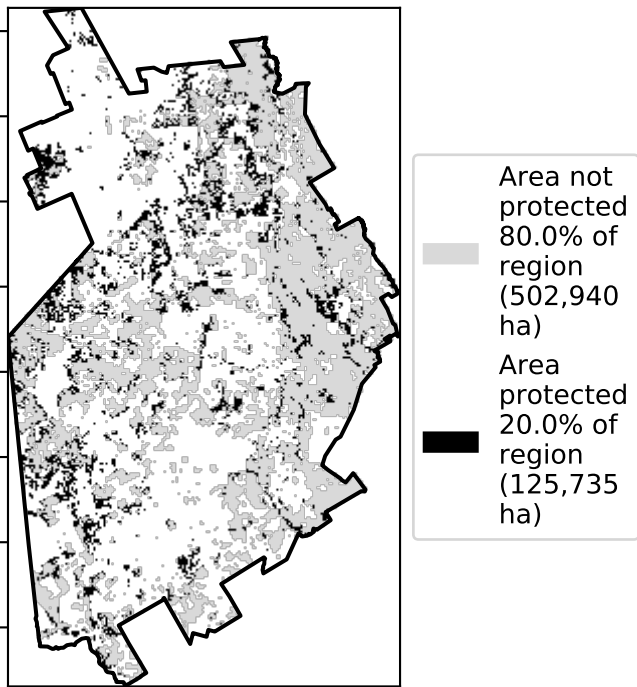 Area not
protected
80.0% of
region
(502,940
ha)
Area
protected
20.0% of
region
(125,735
ha)